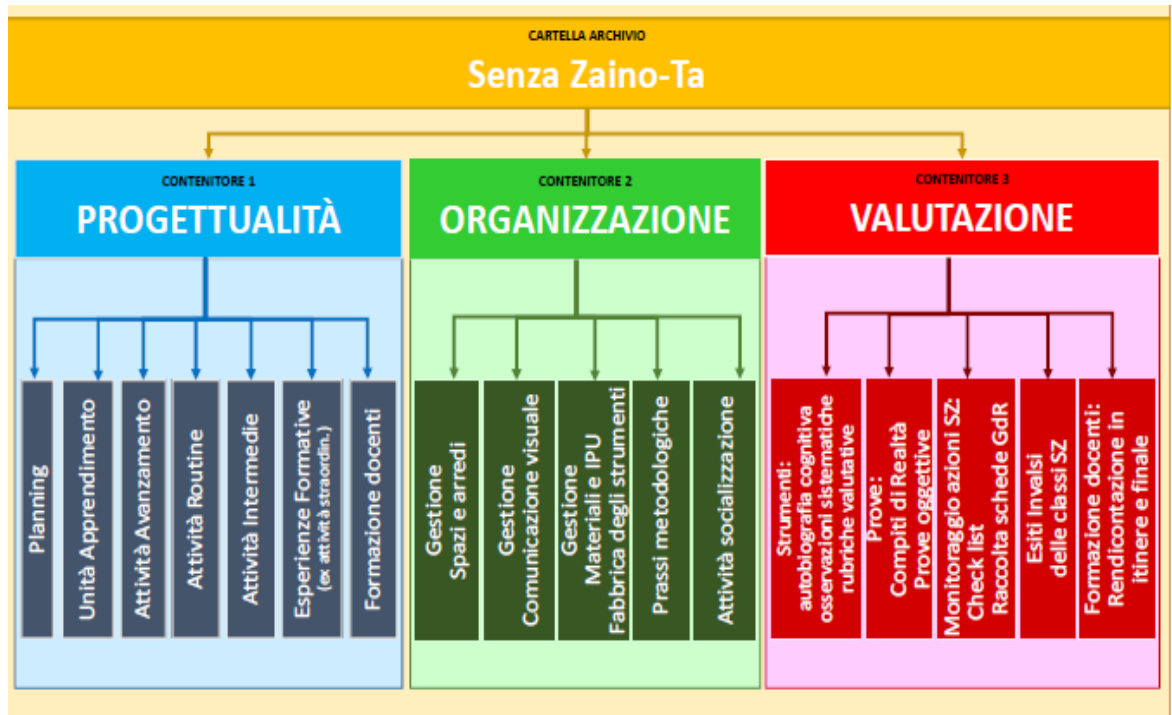 CARTELLA ARCHIVIO
Senza Zaino-Ta
CONTENITORE 1
PROGETTUALITÀ
CONTENITORE 2
ORGANIZZAZIONE
CONTENITORE 3
VALUTAZIONE
Planning
Unità Apprendimento
Attività Avanzamento
Attività Routine
Attività Intermedie
Esperienze Formative
(ex attività straordin.)
Formazione docenti
Gestione
Spazi e arredi
Gestione
Comunicazione visuale
Gestione
Materiali e IPU
Fabbrica degli strumenti
Prassi metodologiche
Attività socializzazione
Strumenti:
autobiografia cognitiva
osservazioni sistematiche
rubriche valutative
Prove:
Compiti di Realtà
Prove oggettive
Monitoraggio azioni SZ:
Check list
Raccolta schede GdR
Esiti Invalsi
delle classi SZ
Formazione docenti:
Rendicontazione in
itinere e finale